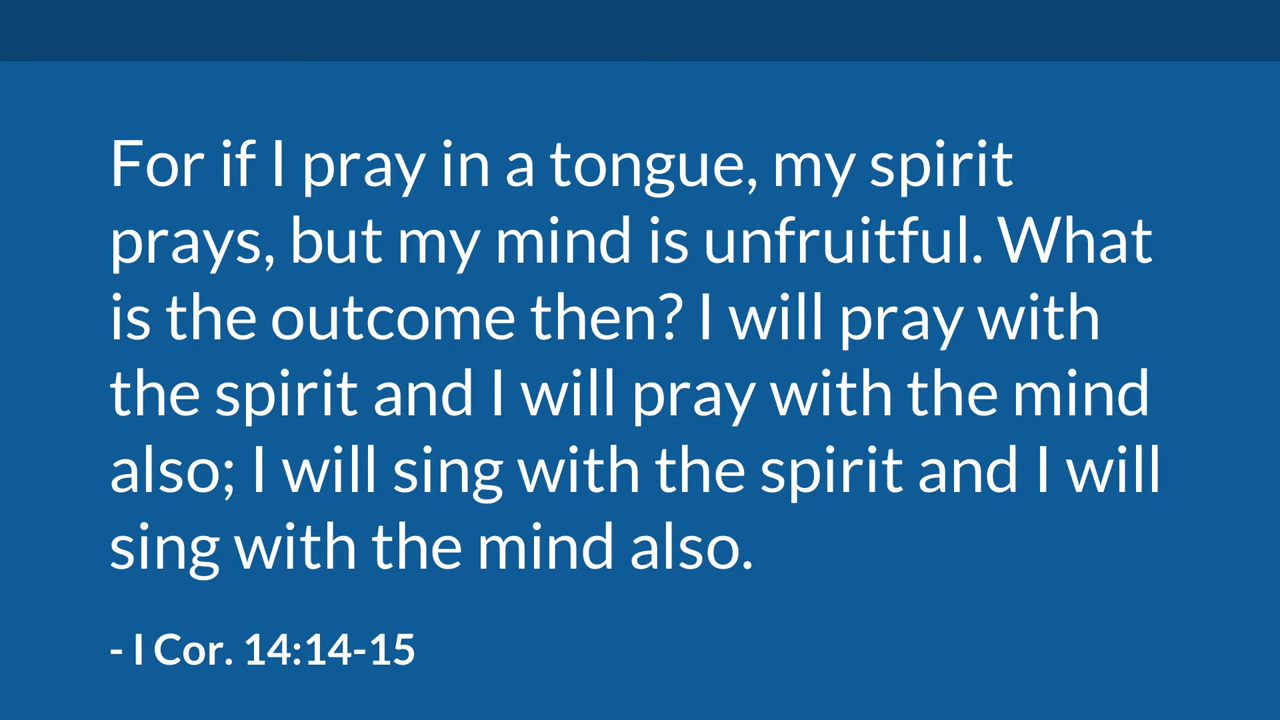 For if I pray in a tongue, my spirit
prays, but my mind is unfruitful. What
is the outcome then? I will pray with
the spirit and I will pray with the mind
also; I will sing with the spirit and I will
sing with the mind also.
- I Cor. 14:14-15